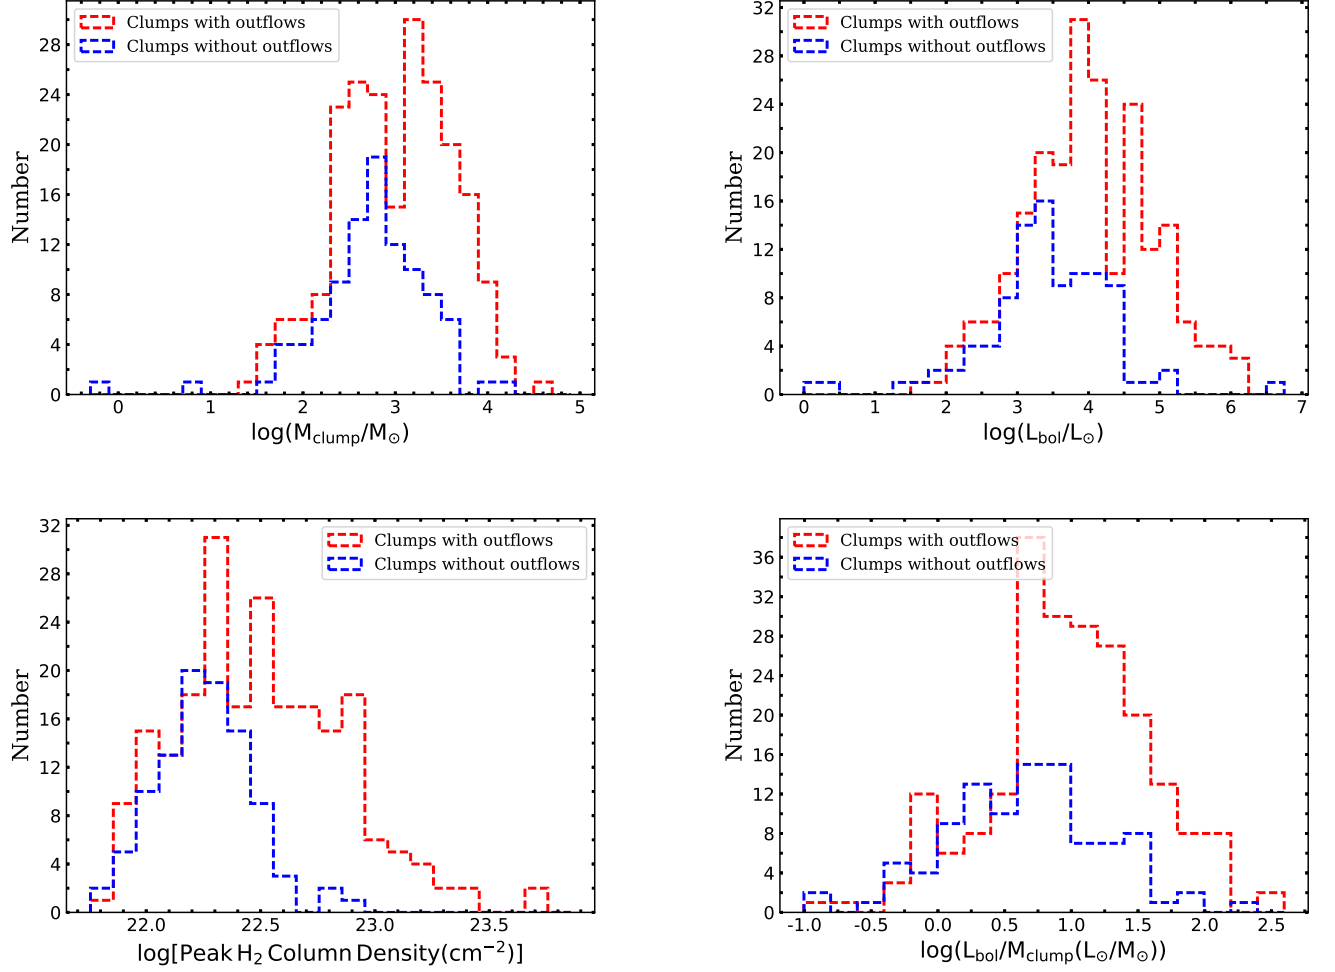 Clumps with outflows
Clumps without outflows
Number
28
24
20
16
12
8
4
0
0 1 2 3 4 5
log(M_clump/M_⊙)
Clumps with outflows
Clumps without outflows
Number
32
28
24
20
16
12
8
4
0
0 1 2 3 4 5 6 7
log(L_bol/L_⊙)
Clumps with outflows
Clumps without outflows
Number
32
28
24
20
16
12
8
4
0
22.0 22.5 23.0 23.5
log[Peak H₂ Column Density(cm⁻²)]
Clumps with outflows
Clumps without outflows
Number
36
32
28
24
20
16
12
8
4
0
-1.0 -0.5 0.0 0.5 1.0 1.5 2.0 2.5
log(L_bol/M_clump(L_⊙/M_⊙))